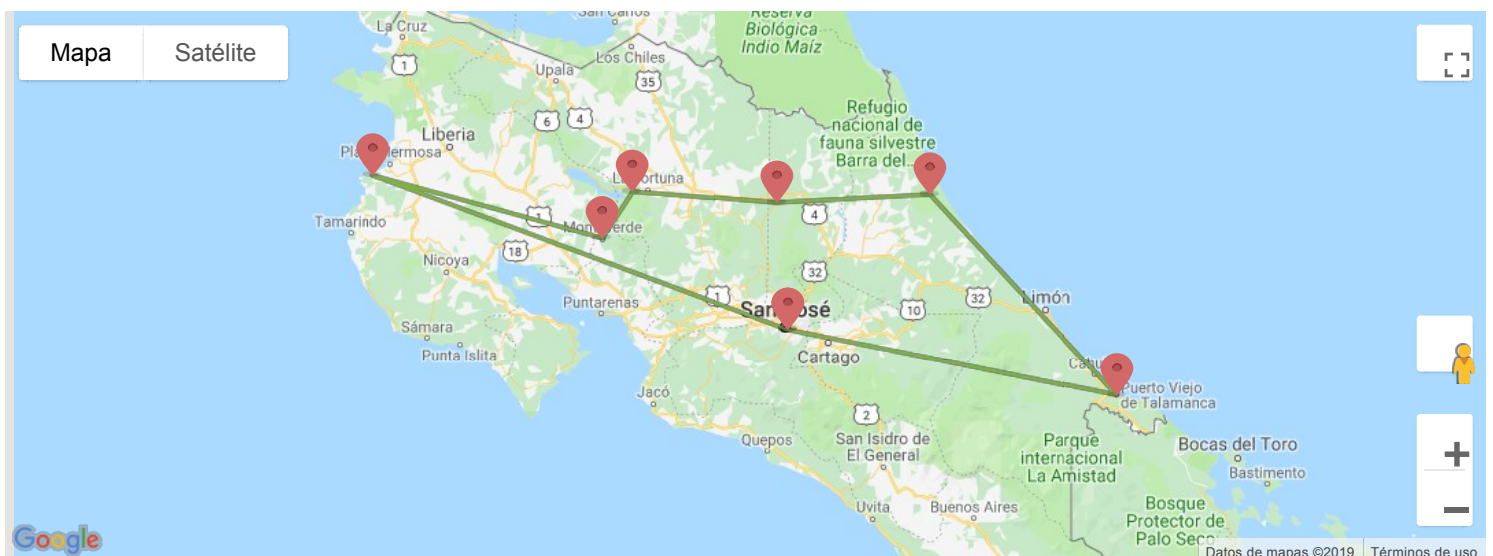 Mapa
Satélite
San Carlos
La Cruz
Reserva
Biológica
Indio Maíz
1
Los Chiles
Upala
35
Refugio
nacional de
fauna silvestre
Barra del...
6
4
Liberia
Tamarindo
1
4
18
Nicoya
32
Puntarenas
1
San José
10
32
Limón
Sámara
Punta Islita
Cartago
Jacó
Puerto Viejo
de Talamanca
2
Quepos
San Isidro de
El General
Parque
internacional
La Amistad
Bocas del Toro
Bastimento
Uvita
Buenos Aires
Bosque
Protector de
Palo Seco
Google
Datos de mapas ©2019
Términos de uso